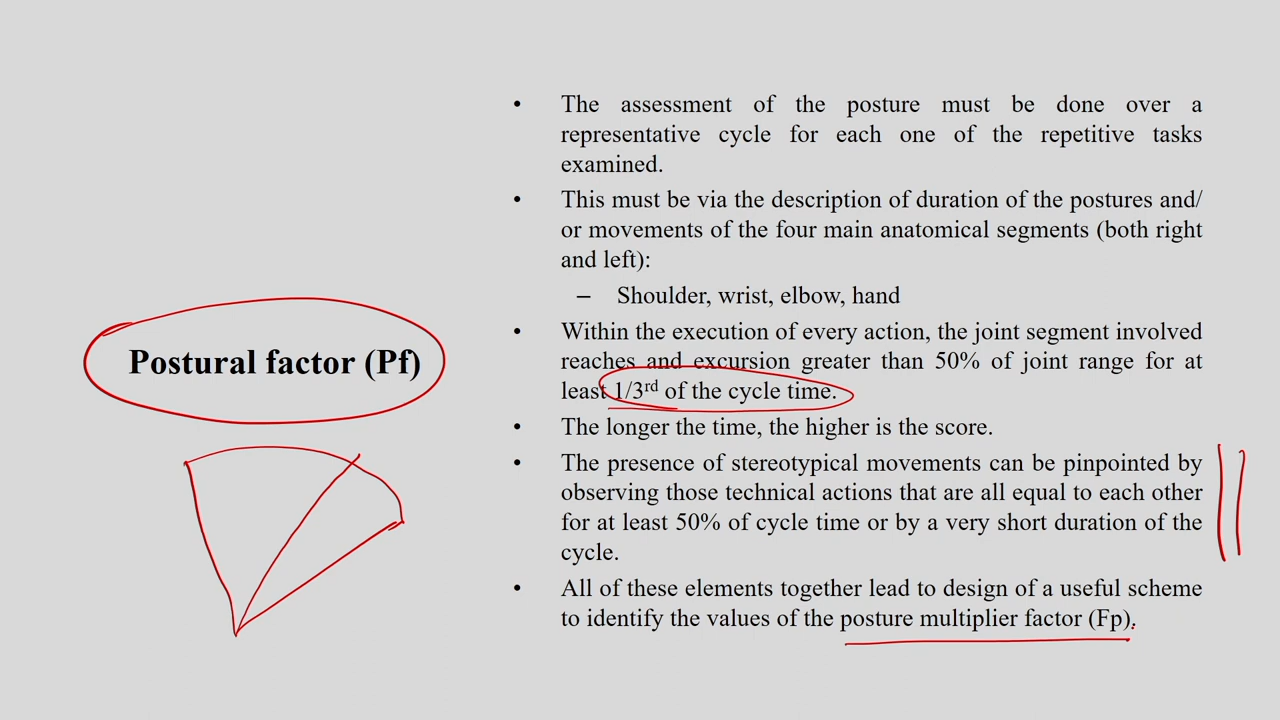 Postural factor (Pf)
• The assessment of the posture must be done over a
representative cycle for each one of the repetitive tasks
examined.
• This must be via the description of duration of the postures and/
or movements of the four main anatomical segments (both right
and left):
– Shoulder, wrist, elbow, hand
• Within the execution of every action, the joint segment involved
reaches and excursion greater than 50% of joint range for at
least 1/3rd of the cycle time.
• The longer the time, the higher is the score.
• The presence of stereotypical movements can be pinpointed by
observing those technical actions that are all equal to each other
for at least 50% of cycle time or by a very short duration of the
cycle.
• All of these elements together lead to design of a useful scheme
to identify the values of the posture multiplier factor (Fp).